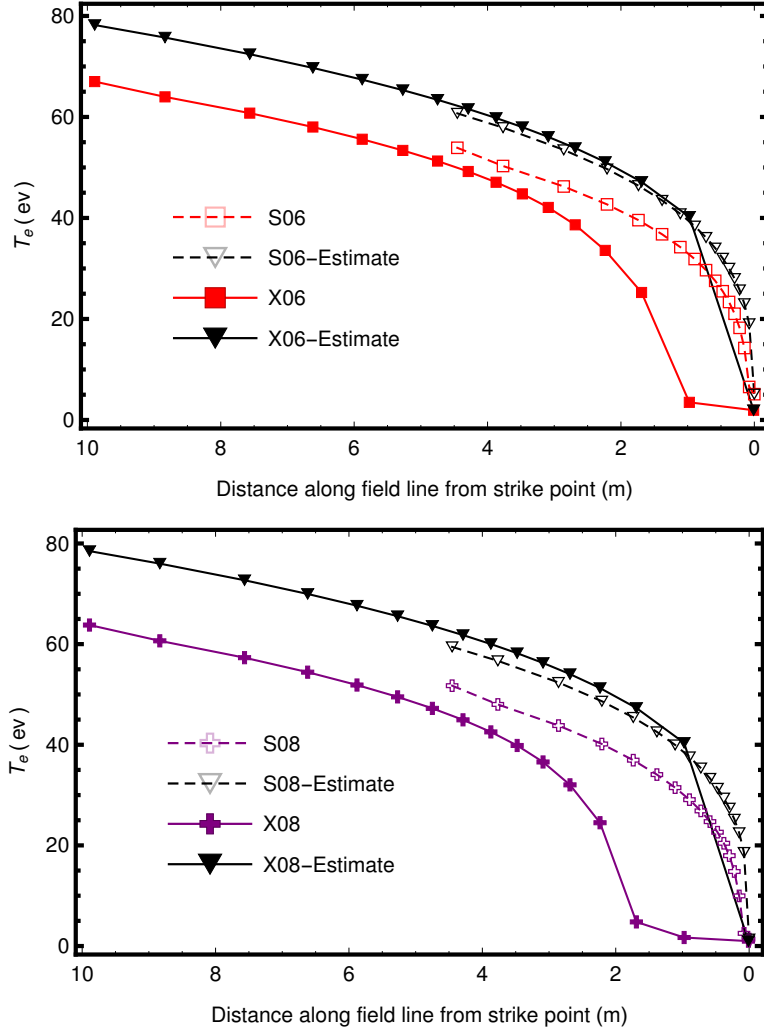 80
60
40
20
0
T_e (ev)
S06
S06-Estimate
X06
X06-Estimate
10 8 6 4 2 0
Distance along field line from strike point (m)
80
60
40
20
0
T_e (ev)
S08
S08-Estimate
X08
X08-Estimate
10 8 6 4 2 0
Distance along field line from strike point (m)